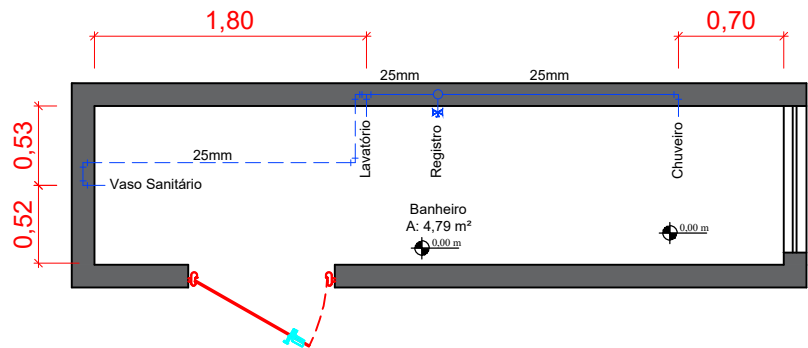 1,80
0,70
25mm
25mm
0,53
Lavatório
Registro
Chuveiro
25mm
Vaso Sanitário
0,52
Banheiro
A: 4,79 m²
0,00 m
0,00 m